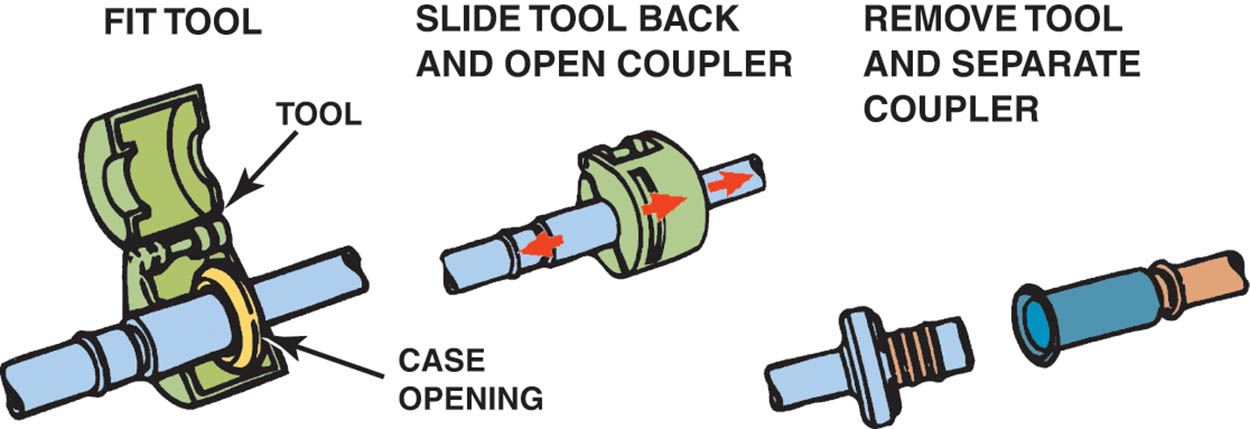 FIT TOOL
TOOL
CASE
OPENING
SLIDE TOOL BACK
AND OPEN COUPLER
REMOVE TOOL
AND SEPARATE
COUPLER